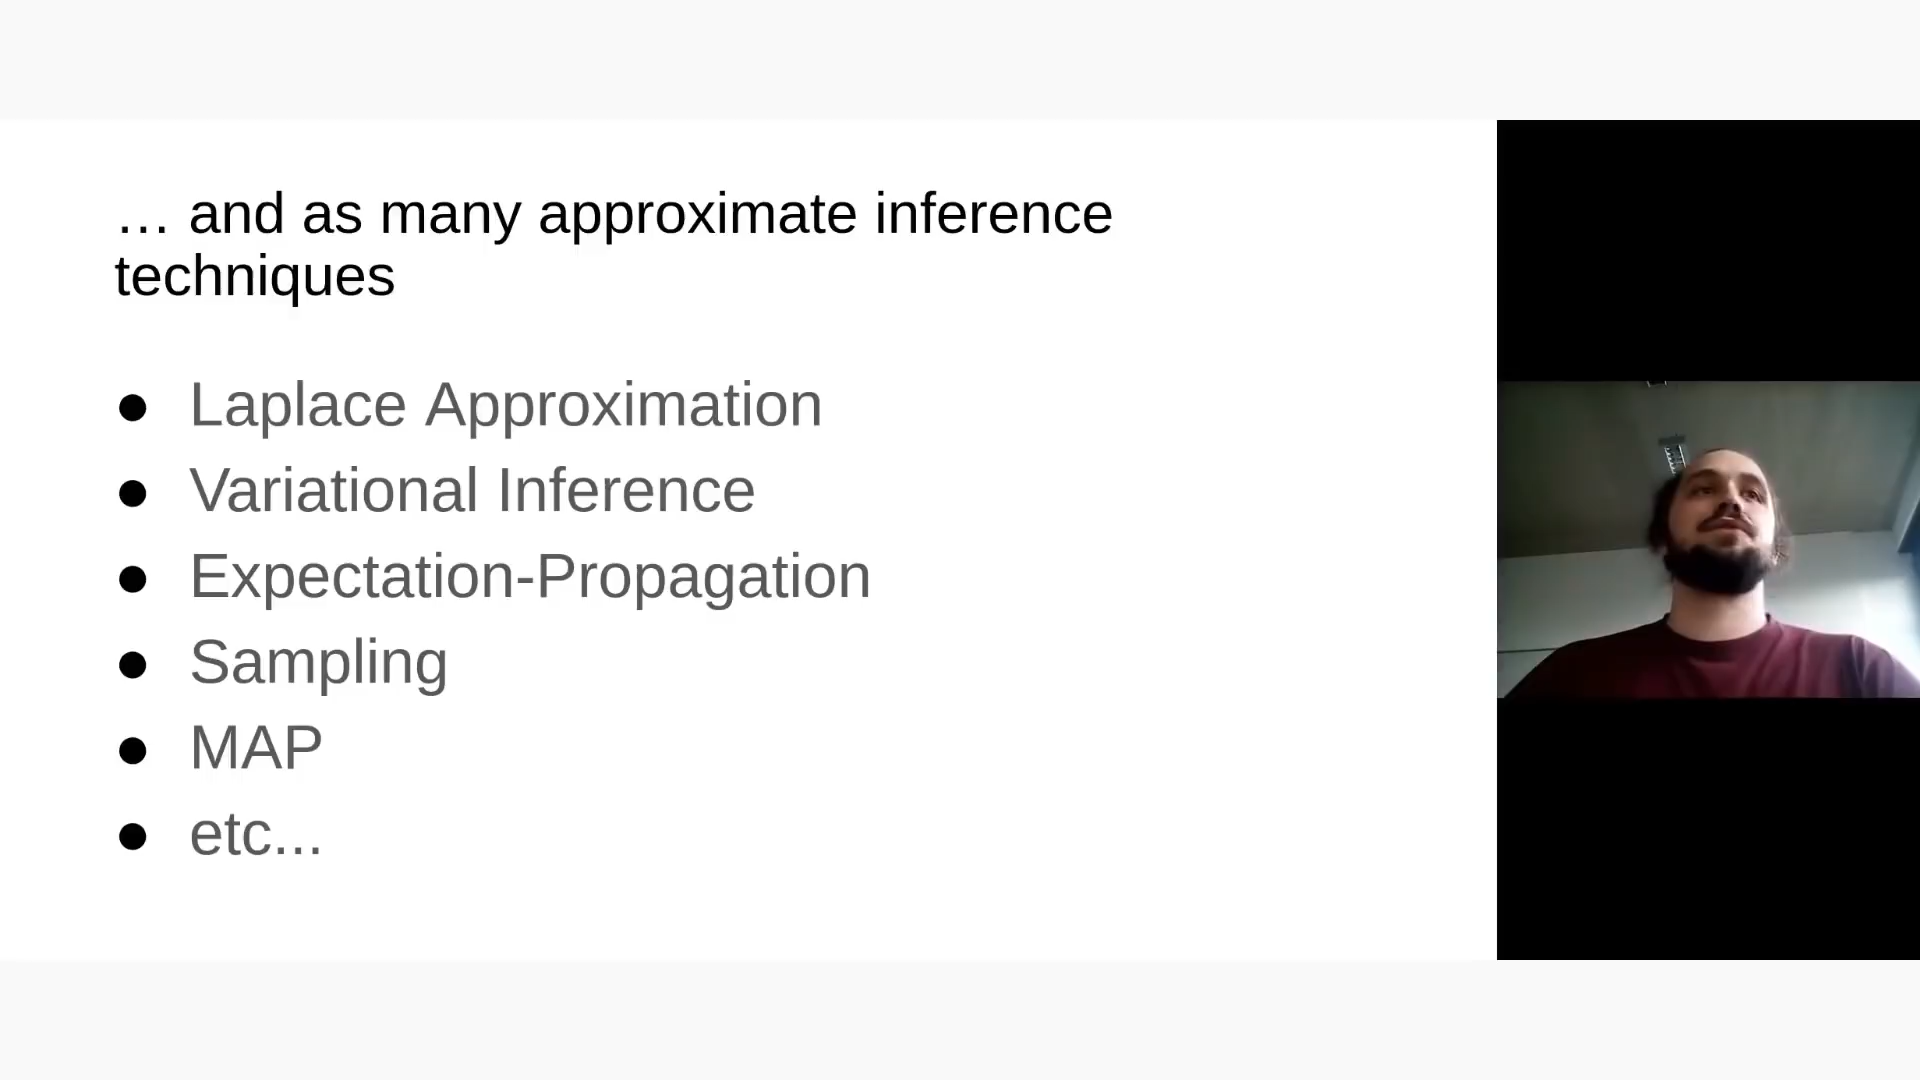 … and as many approximate inference
techniques
● Laplace Approximation
● Variational Inference
● Expectation-Propagation
● Sampling
● MAP
● etc...